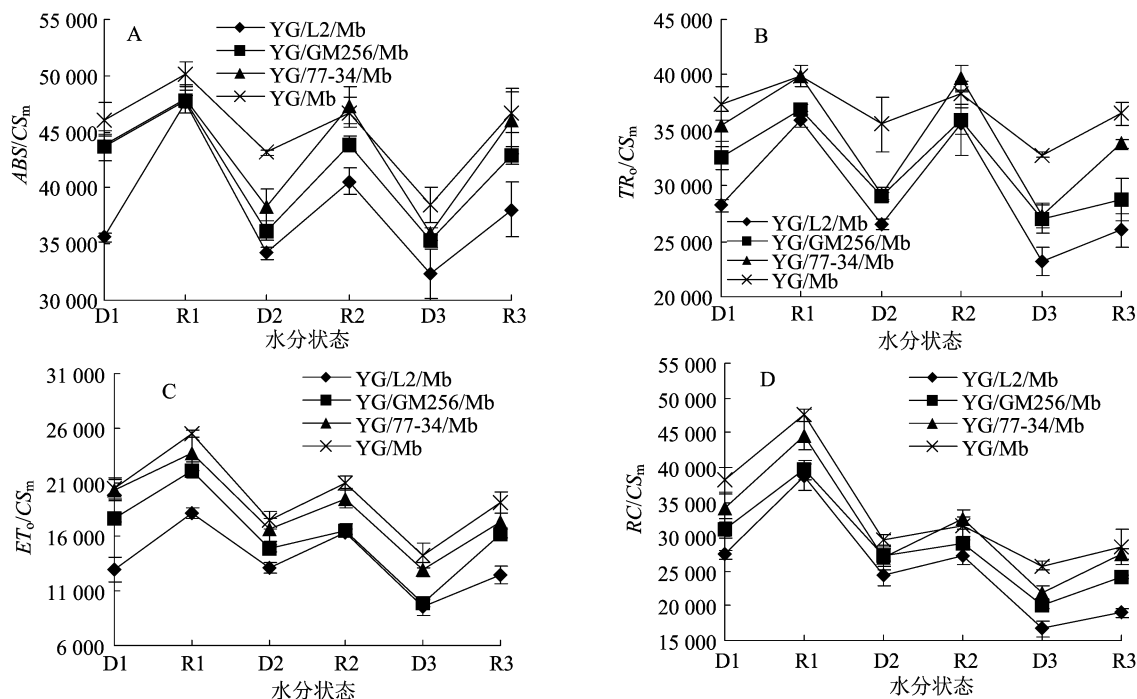 A
YG/L2/Mb
YG/GM256/Mb
YG/77-34/Mb
YG/Mb
55 000
50 000
45 000
40 000
35 000
30 000
ABS/CSm
D1 R1 D2 R2 D3 R3
水分状态
B
YG/L2/Mb
YG/GM256/Mb
YG/77-34/Mb
YG/Mb
45 000
40 000
35 000
30 000
25 000
20 000
TRo/CSm
D1 R1 D2 R2 D3 R3
水分状态
C
YG/L2/Mb
YG/GM256/Mb
YG/77-34/Mb
YG/Mb
31 000
26 000
21 000
16 000
11 000
6 000
ETo/CSm
D1 R1 D2 R2 D3 R3
水分状态
D
YG/L2/Mb
YG/GM256/Mb
YG/77-34/Mb
YG/Mb
55 000
50 000
45 000
40 000
35 000
30 000
25 000
20 000
15 000
RC/CSm
D1 R1 D2 R2 D3 R3
水分状态